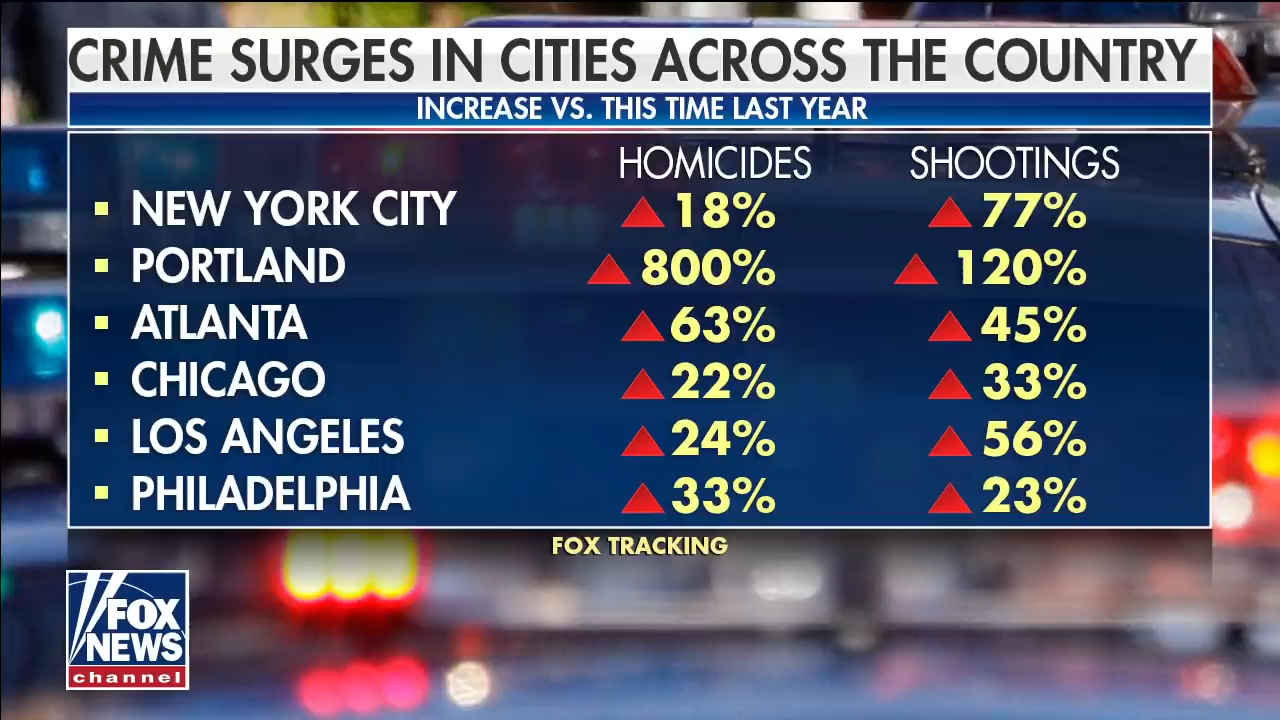 CRIME SURGES IN CITIES ACROSS THE COUNTRY
INCREASE VS. THIS TIME LAST YEAR
HOMICIDES SHOOTINGS
▪ NEW YORK CITY ▲ 18% ▲ 77%
▪ PORTLAND ▲ 800% ▲ 120%
▪ ATLANTA ▲ 63% ▲ 45%
▪ CHICAGO ▲ 22% ▲ 33%
▪ LOS ANGELES ▲ 24% ▲ 56%
▪ PHILADELPHIA ▲ 33% ▲ 23%
FOX TRACKING
FOX
NEWS
channel